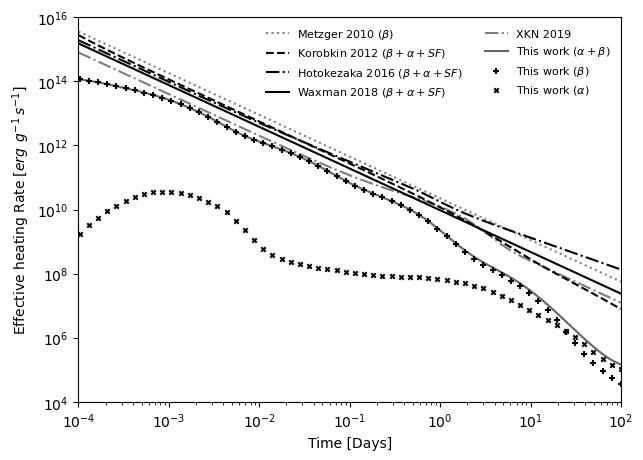 10^16
10^14
10^12
10^10
10^8
10^6
10^4
Effective heating Rate [erg g^-1 s^-1]
Metzger 2010 (β)
Korobkin 2012 (β + α + SF)
Hotokezaka 2016 (β + α + SF)
Waxman 2018 (β + α + SF)
XKN 2019
This work (α + β)
This work (β)
This work (α)
10^-4 10^-3 10^-2 10^-1 10^0 10^1 10^2
Time [Days]